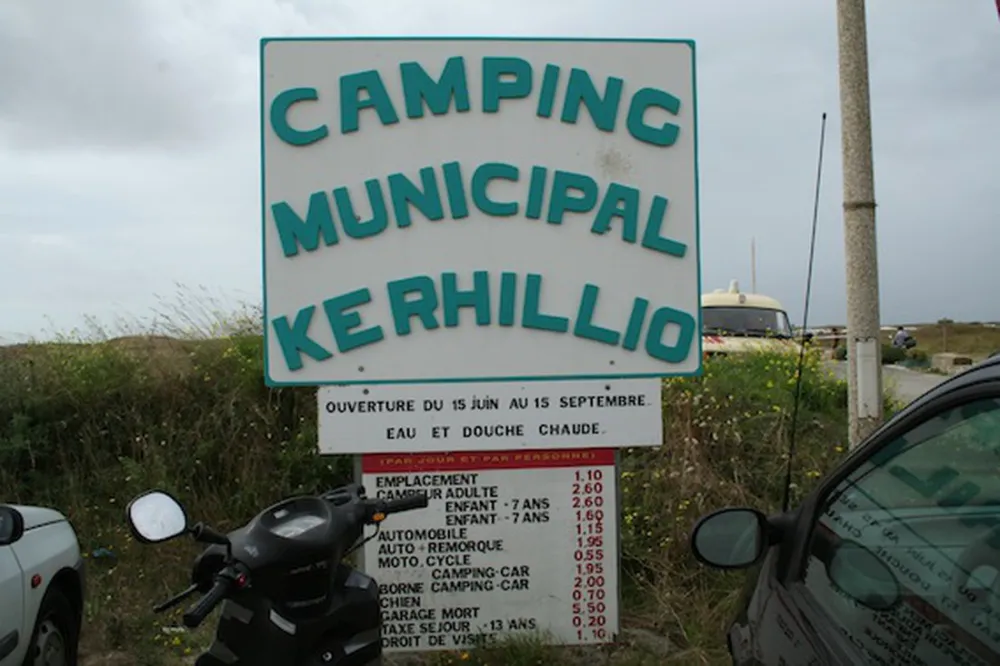 CAMPING
MUNICIPAL
KERHILLIO
OUVERTURE DU 15 JUIN AU 15 SEPTEMBRE.
EAU ET DOUCHE CHAUDE.
(PAR JOUR ET PAR PERSONNE)
EMPLACEMENT 1,10
CAMPEUR ADULTE 2,60
ENFANT - 7 ANS 2,60
ENFANT - 7 ANS 1,60
AUTOMOBILE 1,15
AUTO + REMORQUE 1,95
MOTO, CYCLE 0,55
CAMPING-CAR 1,95
BORNE CAMPING-CAR 2,00
CHIEN 0,70
GARAGE MORT 5,50
TAXE SEJOUR - 13 ANS 0,20
DROIT DE VISITE 1,10